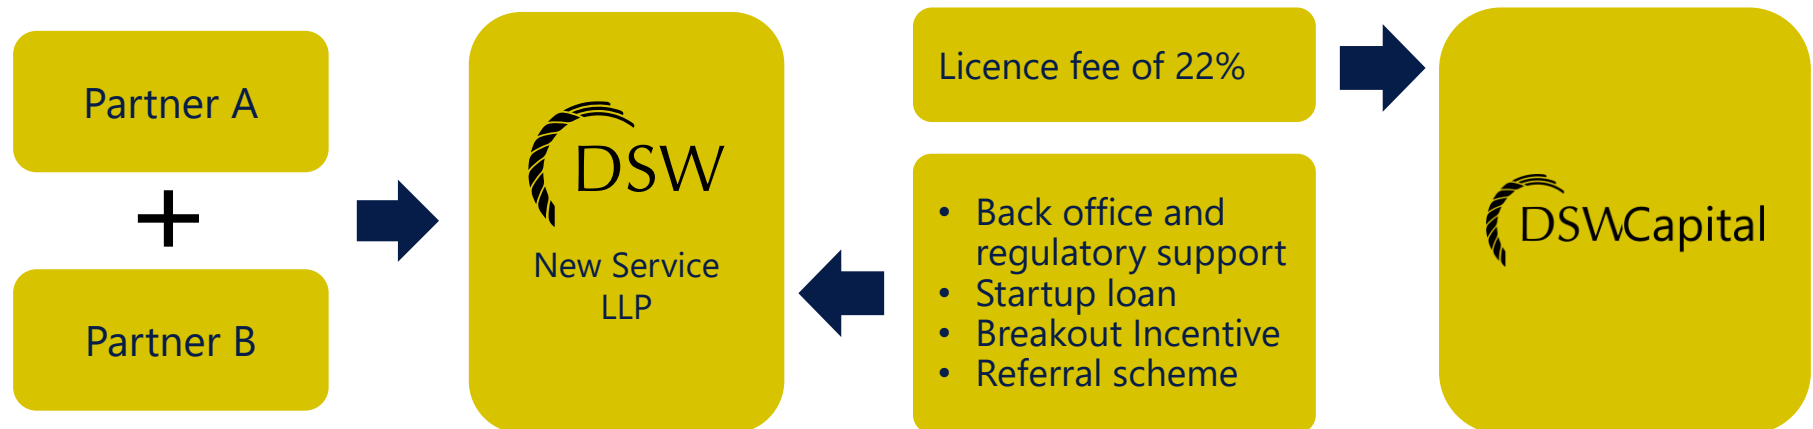 Partner A
+
Partner B
DSW
New Service
LLP
Licence fee of 22%
• Back office and
regulatory support
• Startup loan
• Breakout Incentive
• Referral scheme
DSWCapital